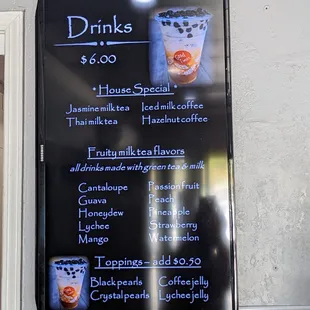 Drinks
$6.00
* House Special *
Jasmine milk tea Iced milk coffee
Thai milk tea Hazelnut coffee
Fruity milk tea flavors
all drinks made with green tea & milk
Cantaloupe Passionfruit
Guava Peach
Honeydew Pineapple
Lychee Strawberry
Mango Watermelon
Toppings – add $0.50
Black pearls Coffee jelly
Crystal pearls Lychee jelly